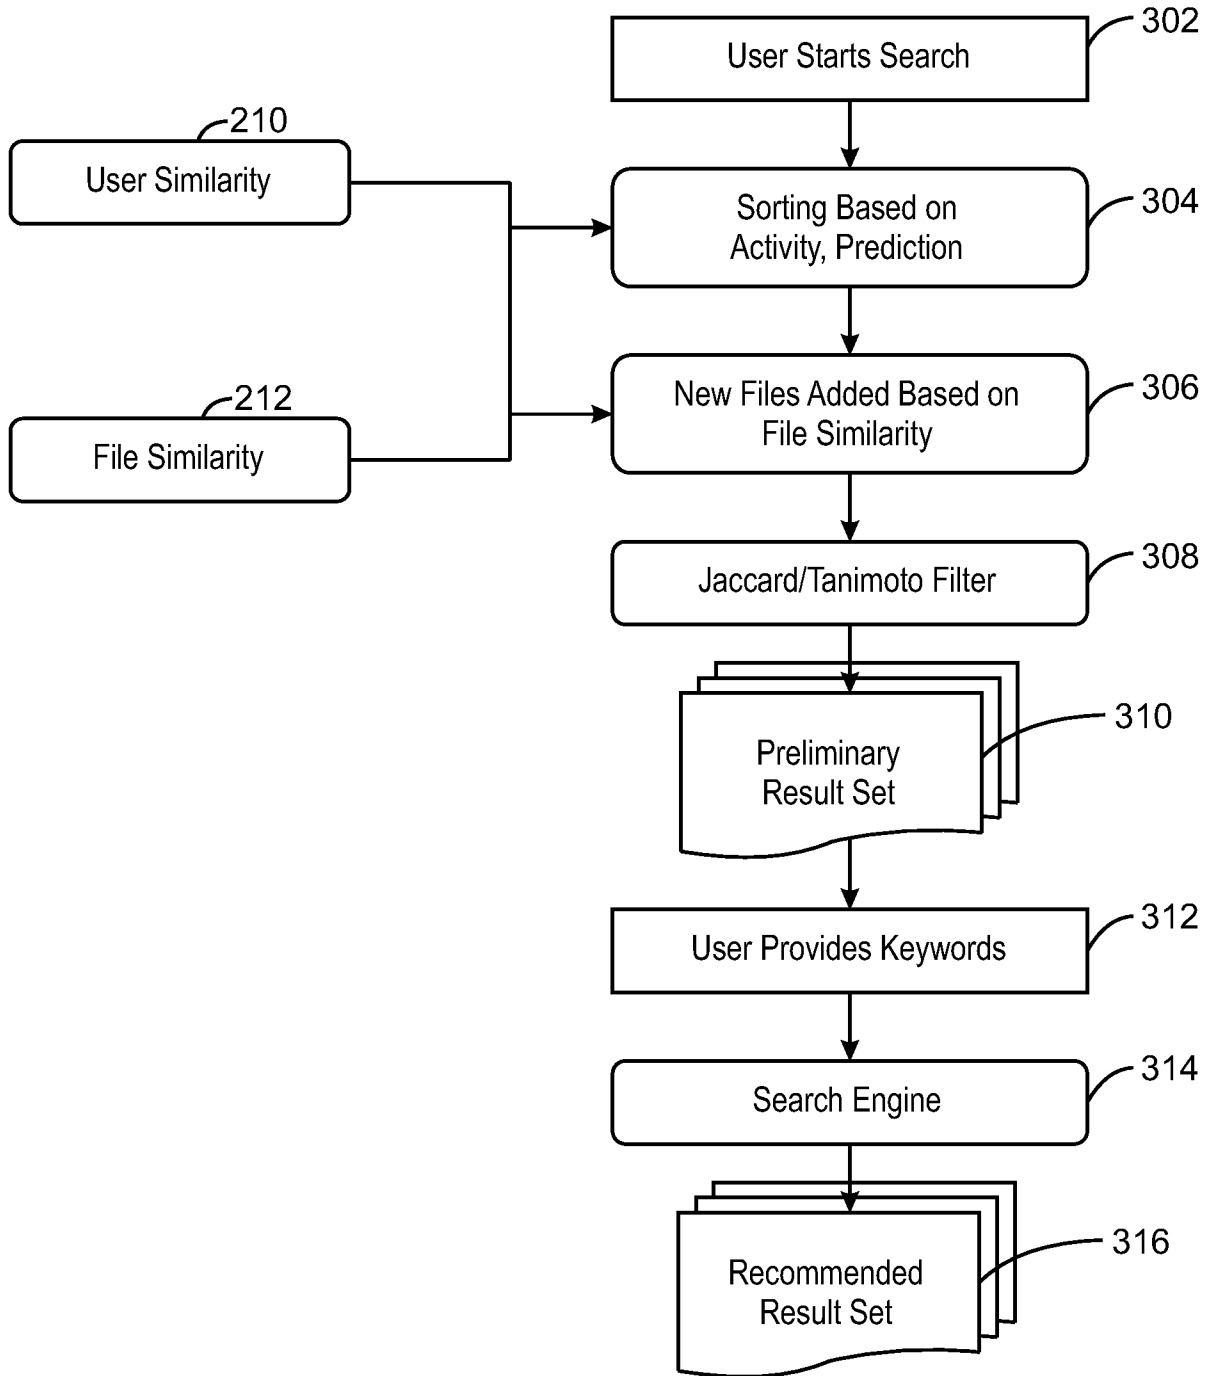 302
User Starts Search
210
User Similarity
304
Sorting Based on
Activity, Prediction
306
New Files Added Based on
File Similarity
212
File Similarity
308
Jaccard/Tanimoto Filter
310
Preliminary
Result Set
312
User Provides Keywords
314
Search Engine
316
Recommended
Result Set